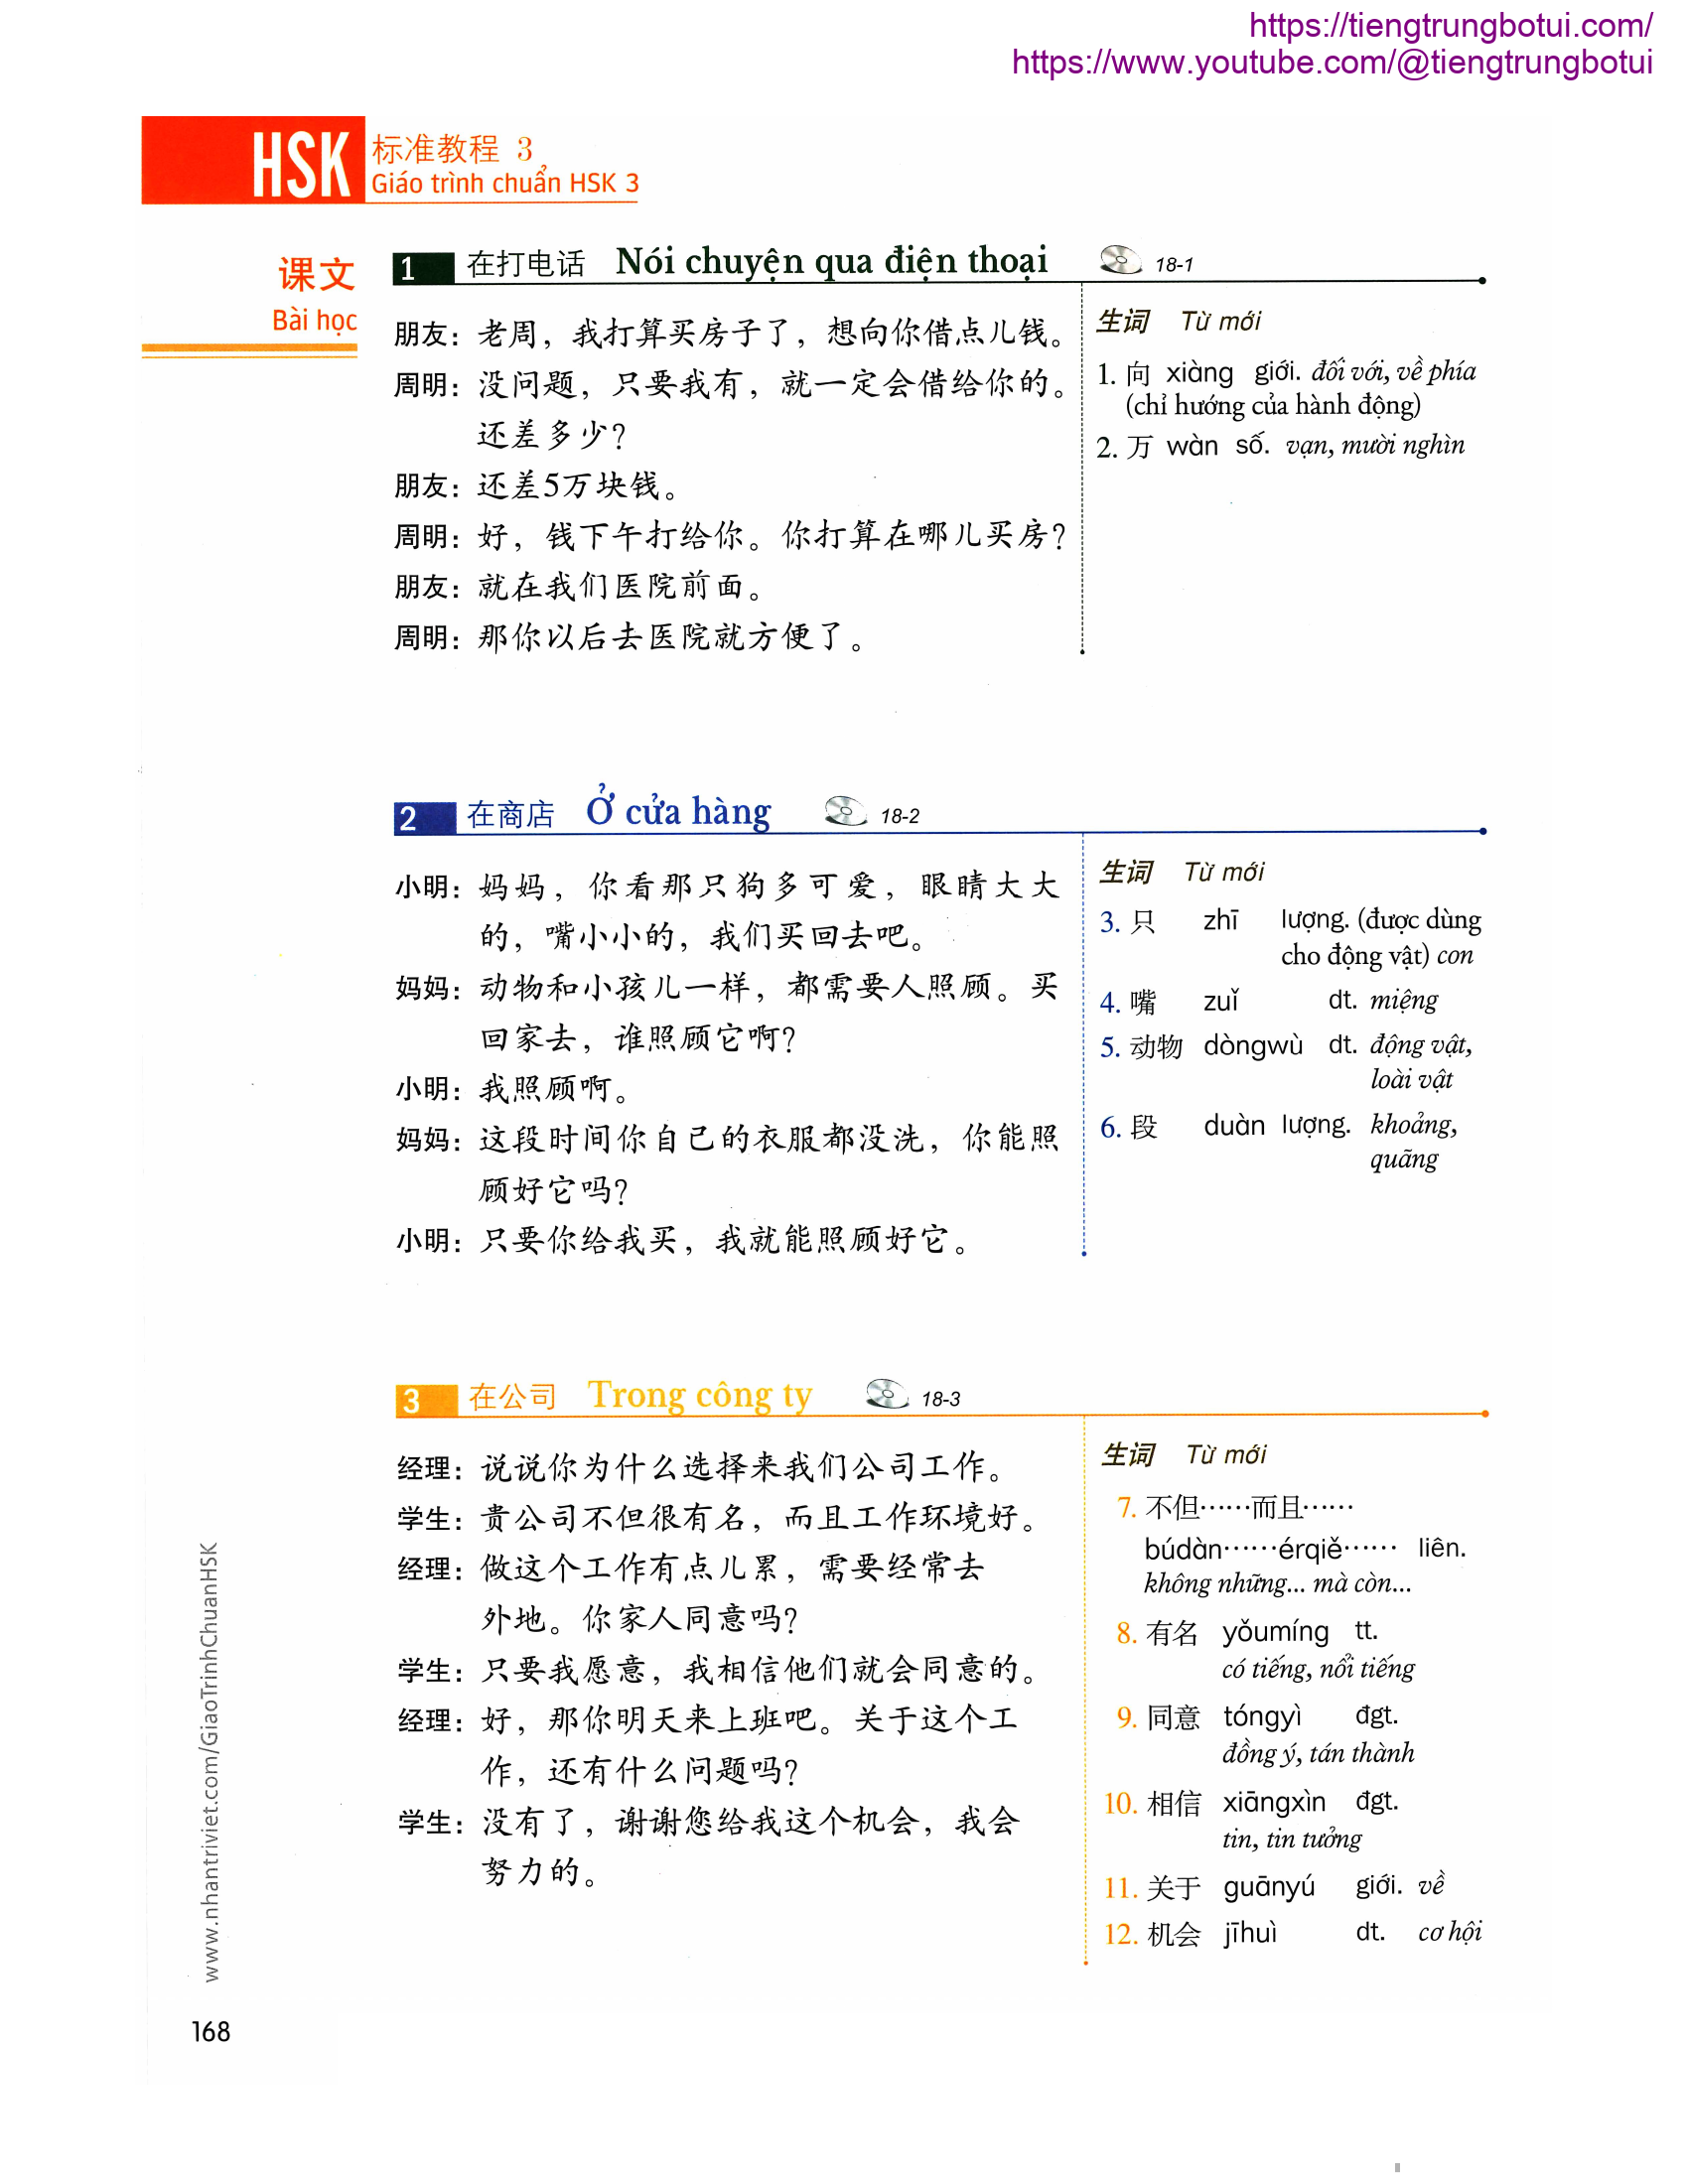 https://tiengtrungbotui.com/
https://www.youtube.com/@tiengtrungbotui
HSK 标准教程 3
Giáo trình chuẩn HSK 3
课文
Bài học
1 在打电话 Nói chuyện qua điện thoại 18-1
朋友：老周，我打算买房子了，想向你借点儿钱。
周明：没问题，只要我有，就一定会借给你的。
还差多少？
朋友：还差5万块钱。
周明：好，钱下午打给你。你打算在哪儿买房？
朋友：就在我们医院前面。
周明：那你以后去医院就方便了。
生词 Từ mới
1. 向 xiàng giới. đối với, về phía
(chỉ hướng của hành động)
2. 万 wàn số. vạn, mười nghìn
2 在商店 Ở cửa hàng 18-2
小明：妈妈，你看那只狗多可爱，眼睛大大
的，嘴小小的，我们买回去吧。
妈妈：动物和小孩儿一样，都需要人照顾。买
回家去，谁照顾它啊？
小明：我照顾啊。
妈妈：这段时间你自己的衣服都没洗，你能照
顾好它吗？
小明：只要你给我买，我就能照顾好它。
生词 Từ mới
3. 只 zhī lượng. (được dùng
cho động vật) con
4. 嘴 zuǐ dt. miệng
5. 动物 dòngwù dt. động vật,
loài vật
6. 段 duàn lượng. khoảng,
quãng
3 在公司 Trong công ty 18-3
经理：说说你为什么选择来我们公司工作。
学生：贵公司不但很有名，而且工作环境好。
经理：做这个工作有点儿累，需要经常去
外地。你家人同意吗？
学生：只要我愿意，我相信他们就会同意的。
经理：好，那你明天来上班吧。关于这个工
作，还有什么问题吗？
学生：没有了，谢谢您给我这个机会，我会
努力的。
生词 Từ mới
7. 不但……而且……
búdàn……érqiě…… liên.
không những... mà còn...
8. 有名 yǒumíng tt.
có tiếng, nổi tiếng
9. 同意 tóngyì đgt.
đồng ý, tán thành
10. 相信 xiāngxìn đgt.
tin, tin tưởng
11. 关于 guānyú giới. về
12. 机会 jīhuì dt. cơ hội
www.nhantriviet.com/GiaoTrinhChuanHSK
168